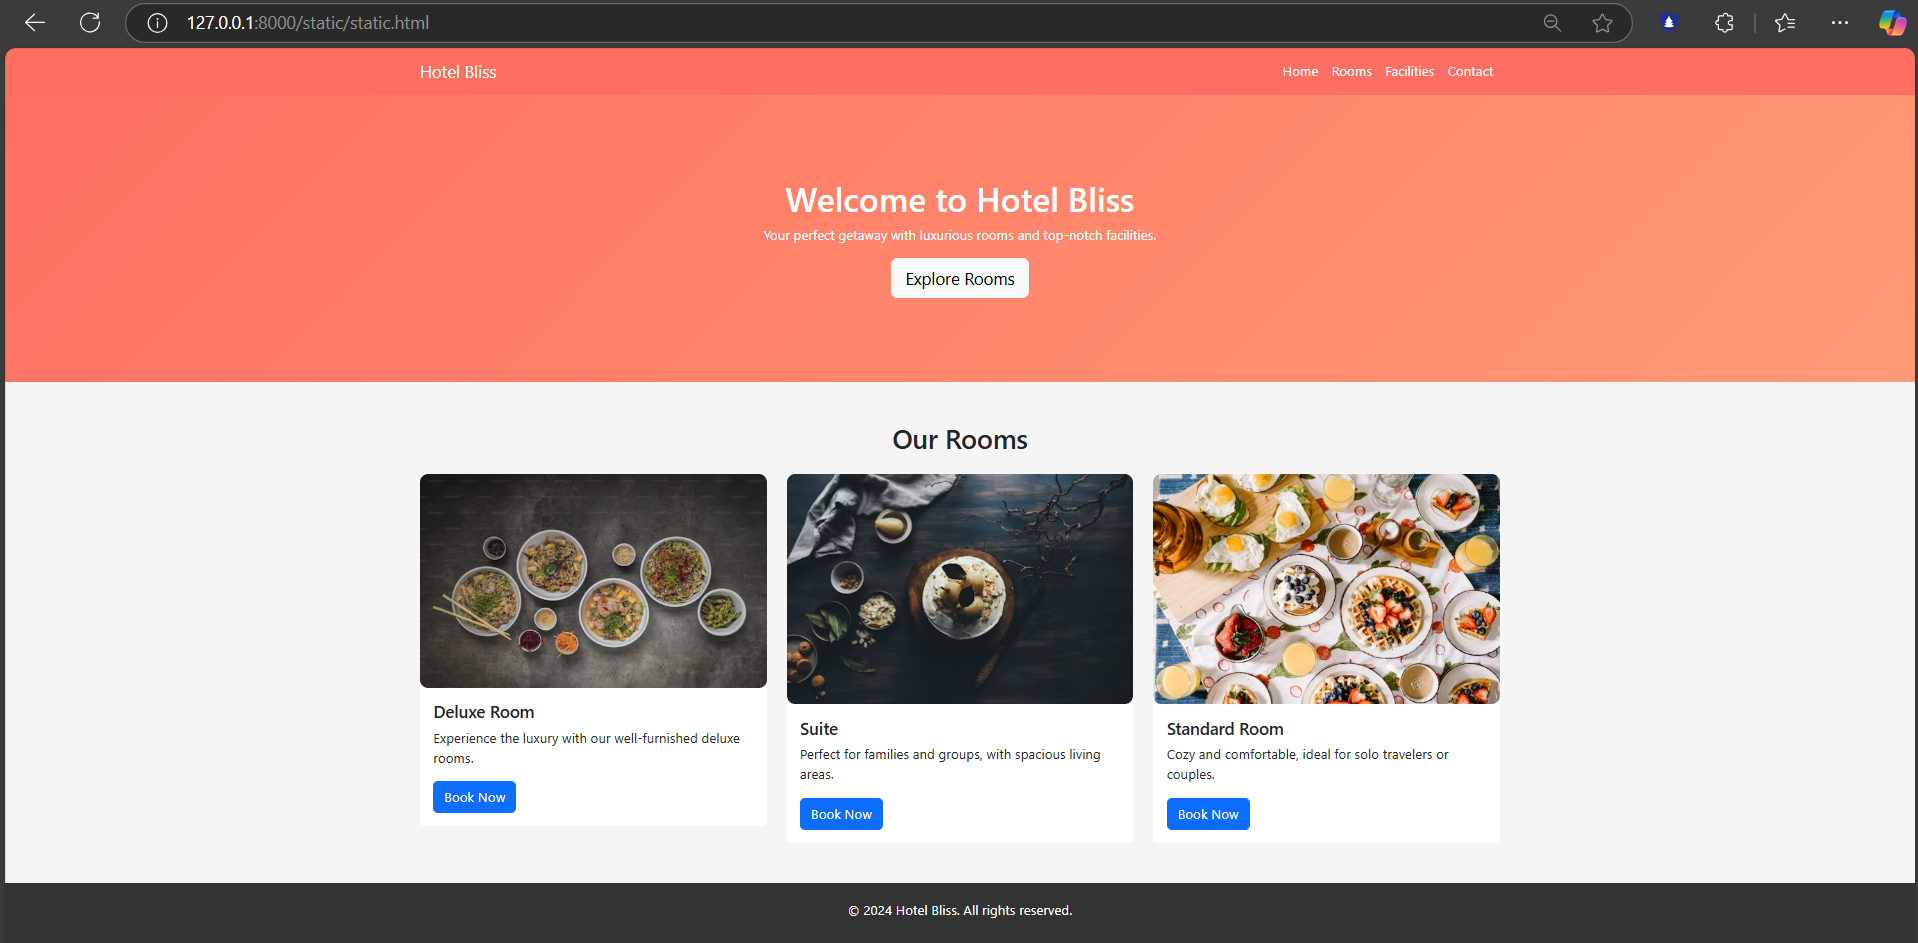 127.0.0.1:8000/static/static.html
Hotel Bliss
Home Rooms Facilities Contact
Welcome to Hotel Bliss
Your perfect getaway with luxurious rooms and top-notch facilities.
Explore Rooms
Our Rooms
Deluxe Room
Experience the luxury with our well-furnished deluxe
rooms.
Book Now
Suite
Perfect for families and groups, with spacious living
areas.
Book Now
Standard Room
Cozy and comfortable, ideal for solo travelers or
couples.
Book Now
© 2024 Hotel Bliss. All rights reserved.